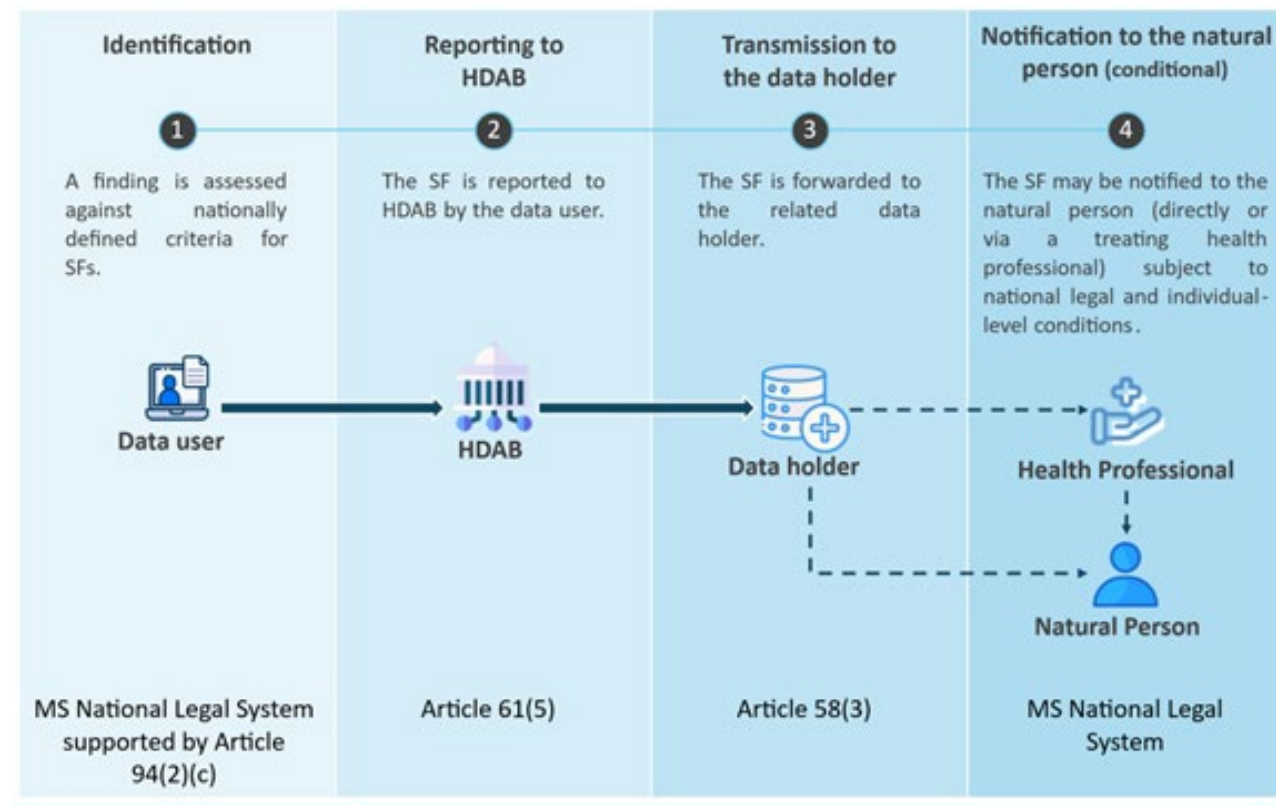 Identification
1
A finding is assessed
against nationally
defined criteria for
SFs.
Data user
MS National Legal System
supported by Article
94(2)(c)
Reporting to
HDAB
2
The SF is reported to
HDAB by the data user.
HDAB
Article 61(5)
Transmission to
the data holder
3
The SF is forwarded to
the related data
holder.
Data holder
Article 58(3)
Notification to the natural
person (conditional)
4
The SF may be notified to the
natural person (directly or
via a treating health
professional) subject to
national legal and individual-
level conditions.
Health Professional
Natural Person
MS National Legal
System